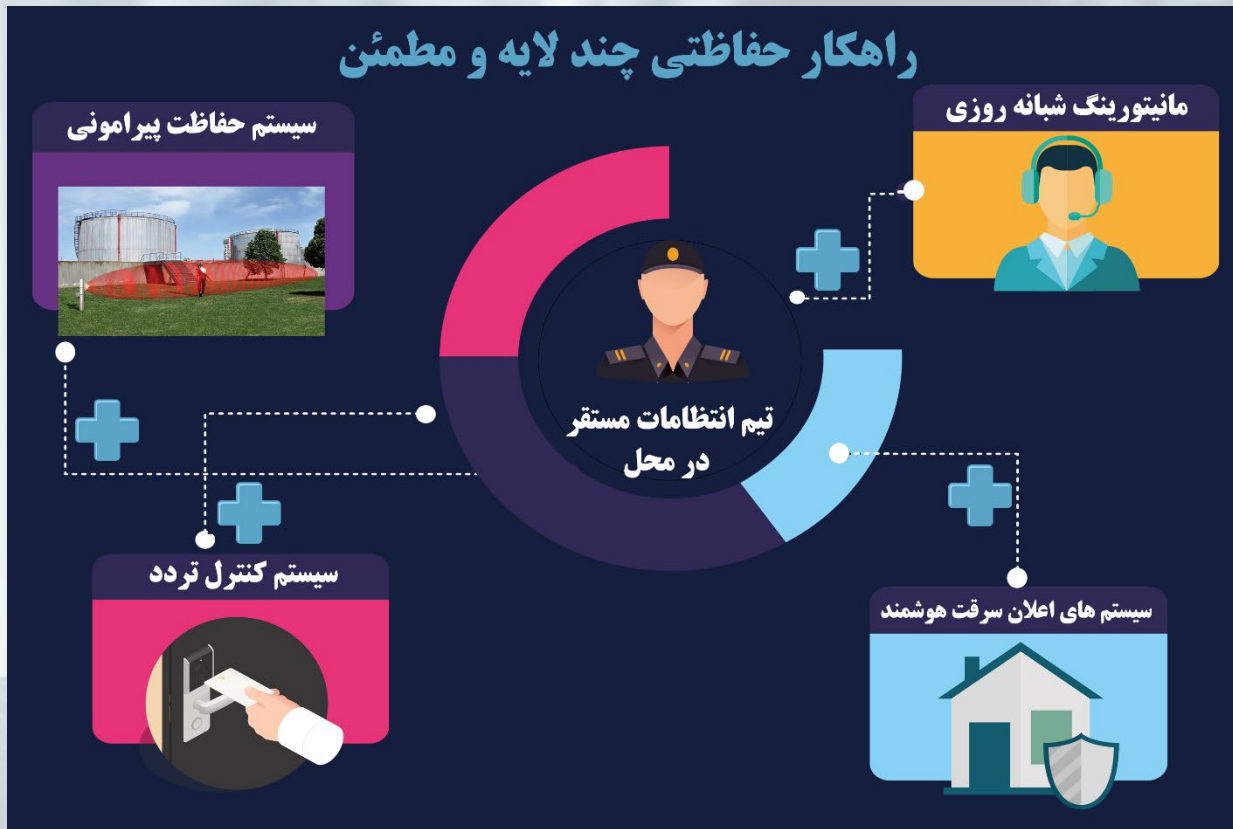 راهکار حفاظتی چند لایه و مطمئن
مانیتورینگ شبانه روزی
سیستم حفاظت پیرامونی
تیم انتظامات مستقر
در محل
سیستم کنترل تردد
سیستم های اعلان سرقت هوشمند